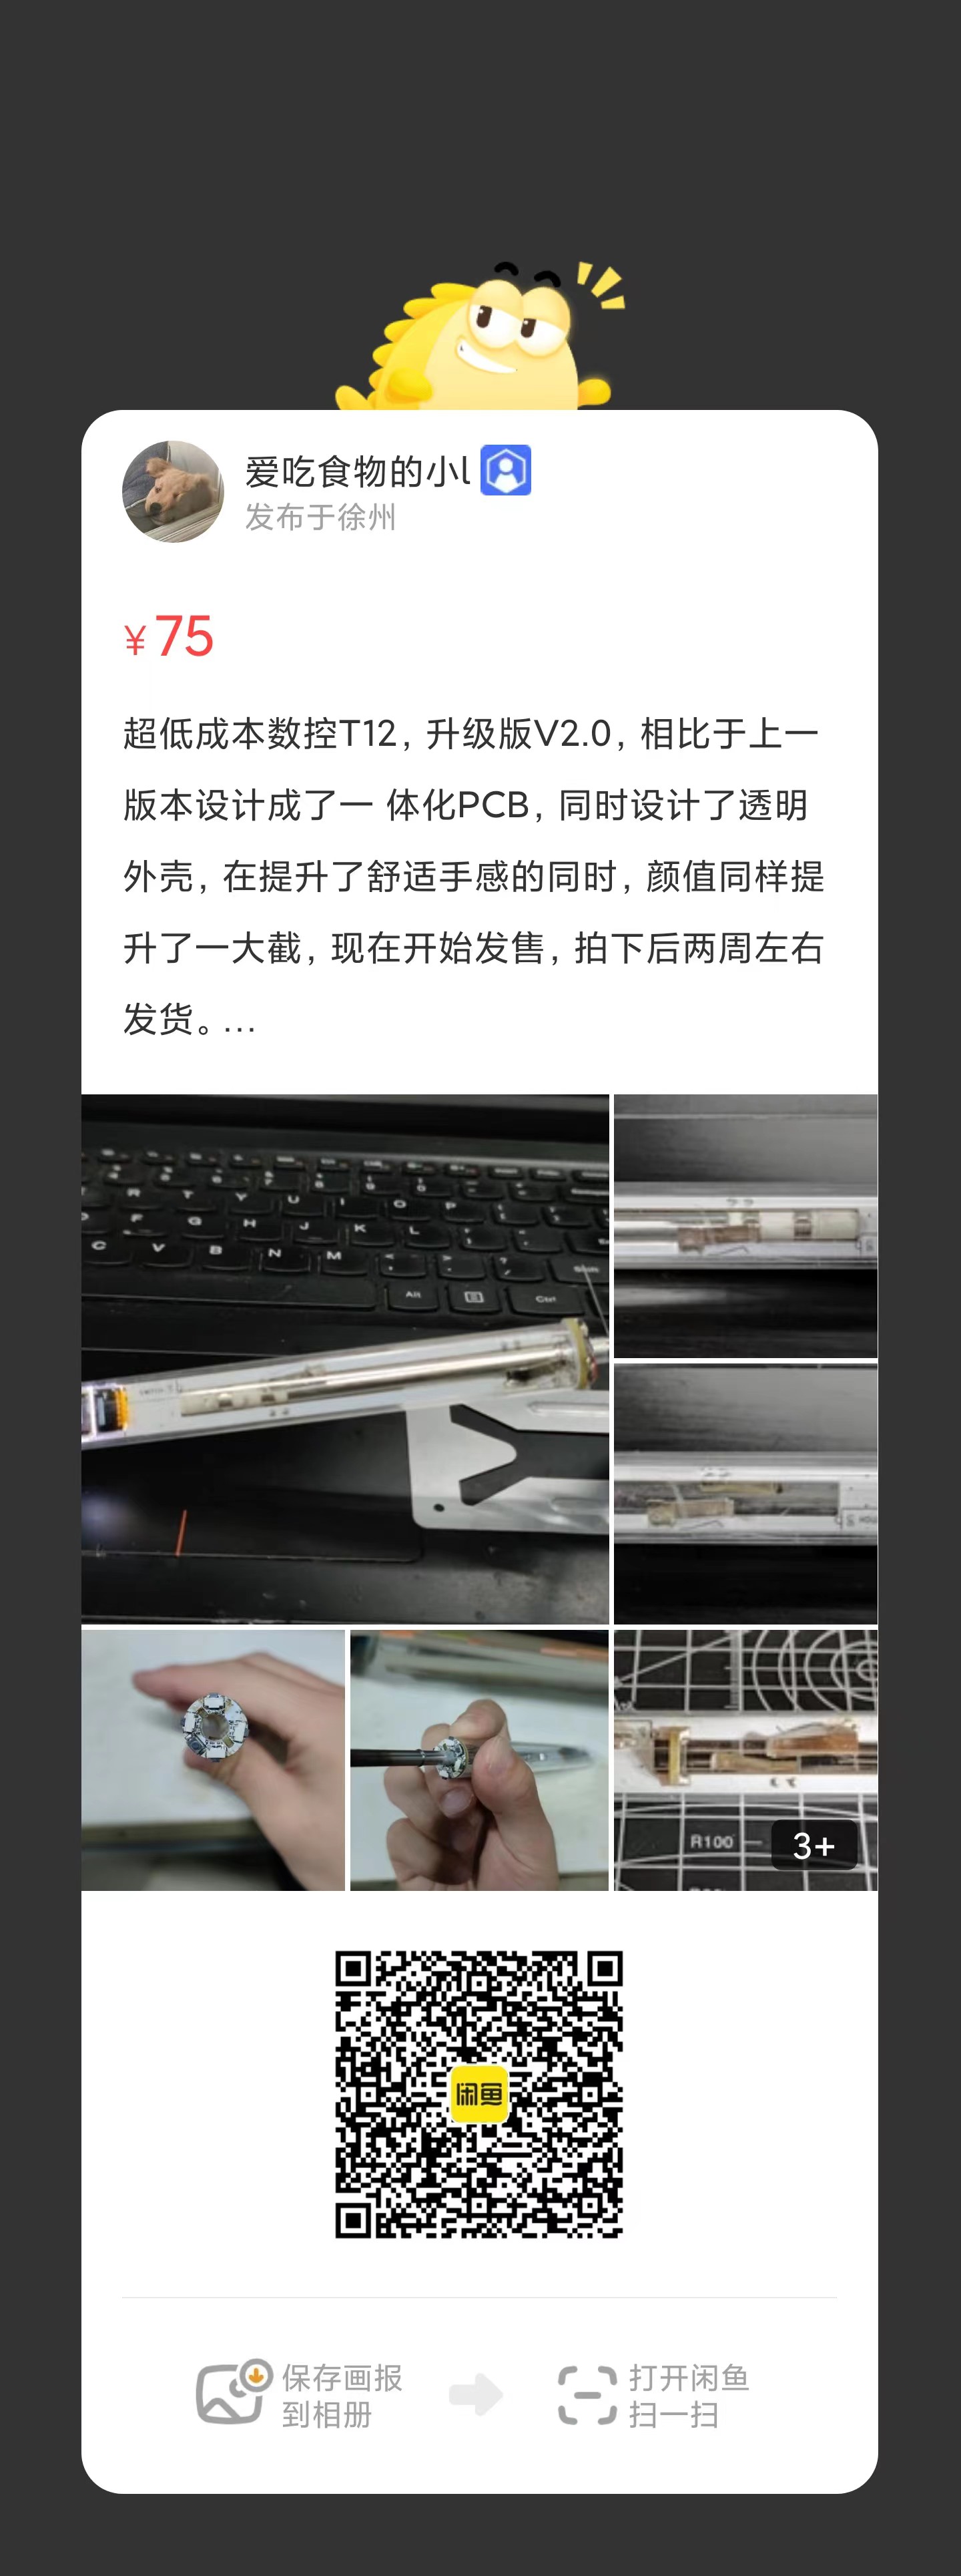 爱吃食物的小l
发布于徐州
¥75
超低成本数控T12，升级版V2.0，相比于上一
版本设计成了一 体化PCB，同时设计了透明
外壳，在提升了舒适手感的同时，颜值同样提
升了一大截，现在开始发售，拍下后两周左右
发货。...
R T Y U I O P
F G H J K L
C V B N M
Alt
Ctrl
R100
3+
闲鱼
保存画报
到相册
打开闲鱼
扫一扫